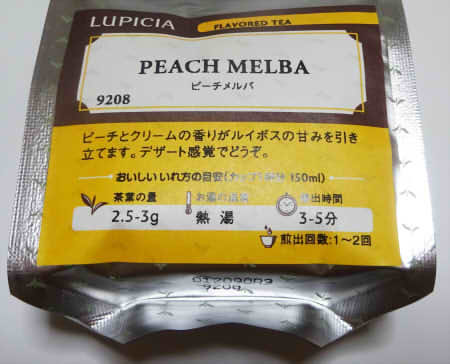 LUPICIA FLAVORED TEA
PEACH MELBA
ピーチメルバ
9208
ピーチとクリームの香りがルイボスの甘みを引き
立てます。デザート感覚でどうぞ。
おいしいいれ方の目安 150ml)
茶葉の量 お湯の温度 抽出時間
2.5-3g 熱湯 3-5分
煎出回数:1~2回
9208